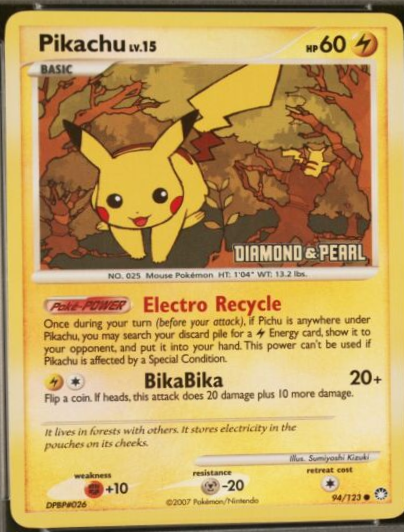 Pikachu LV.15 HP 60
BASIC
DIAMOND & PEARL
NO. 025 Mouse Pokémon HT: 1'04" WT: 13.2 lbs.
Poké-POWER Electro Recycle
Once during your turn (before your attack), if Pichu is anywhere under
Pikachu, you may search your discard pile for a Energy card, show it to
your opponent, and put it into your hand. This power can't be used if
Pikachu is affected by a Special Condition.
BikaBika 20+
Flip a coin. If heads, this attack does 20 damage plus 10 more damage.
It lives in forests with others. It stores electricity in the
pouches on its cheeks.
Illus. Sumiyoshi Kizuki
weakness resistance retreat cost
+10 -20
DPBP#026 ©2007 Pokémon/Nintendo 94/123